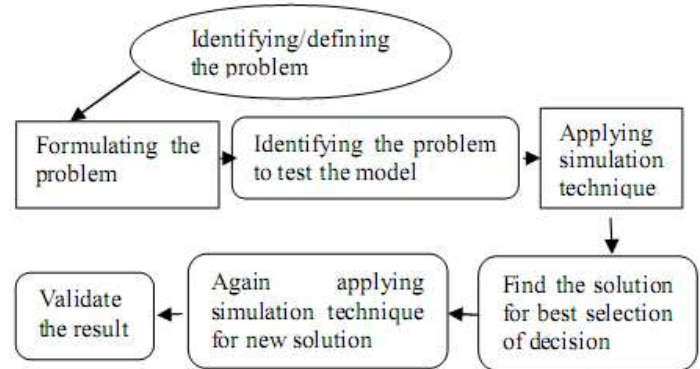 Identifying/defining
the problem
Formulating the
problem
Identifying the problem
to test the model
Applying
simulation
technique
Find the solution
for best selection
of decision
Again applying
simulation technique
for new solution
Validate
the result